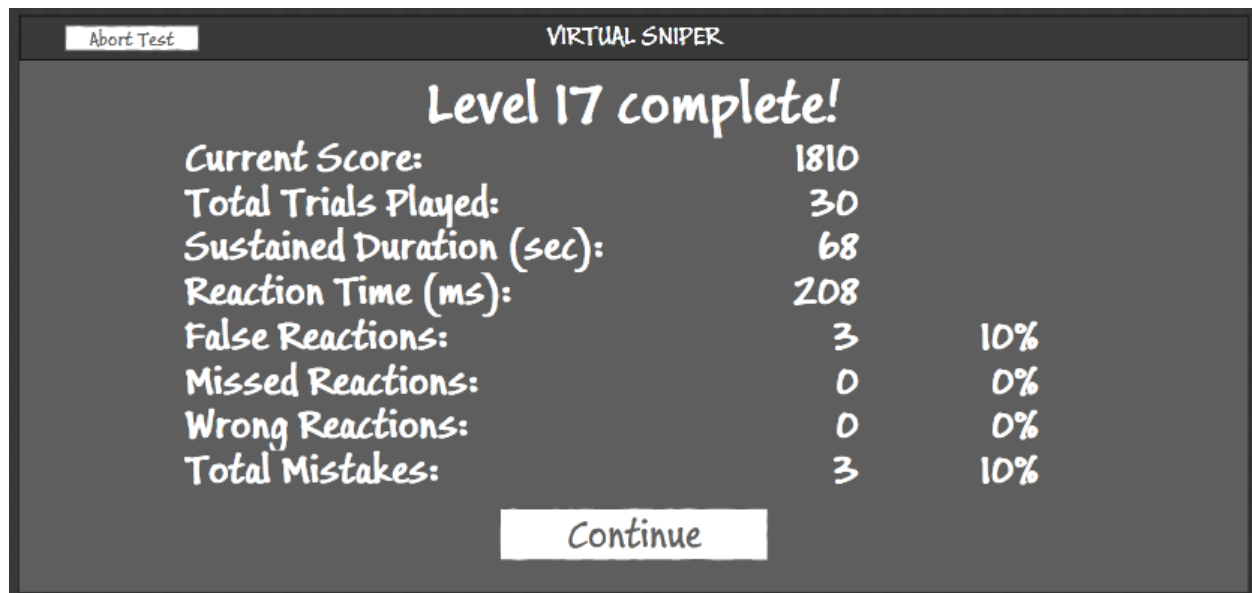 Abort Test
VIRTUAL SNIPER
Level 17 complete!
Current Score: 1810
Total Trials Played: 30
Sustained Duration (sec): 68
Reaction Time (ms): 208
False Reactions: 3 10%
Missed Reactions: 0 0%
Wrong Reactions: 0 0%
Total Mistakes: 3 10%
Continue